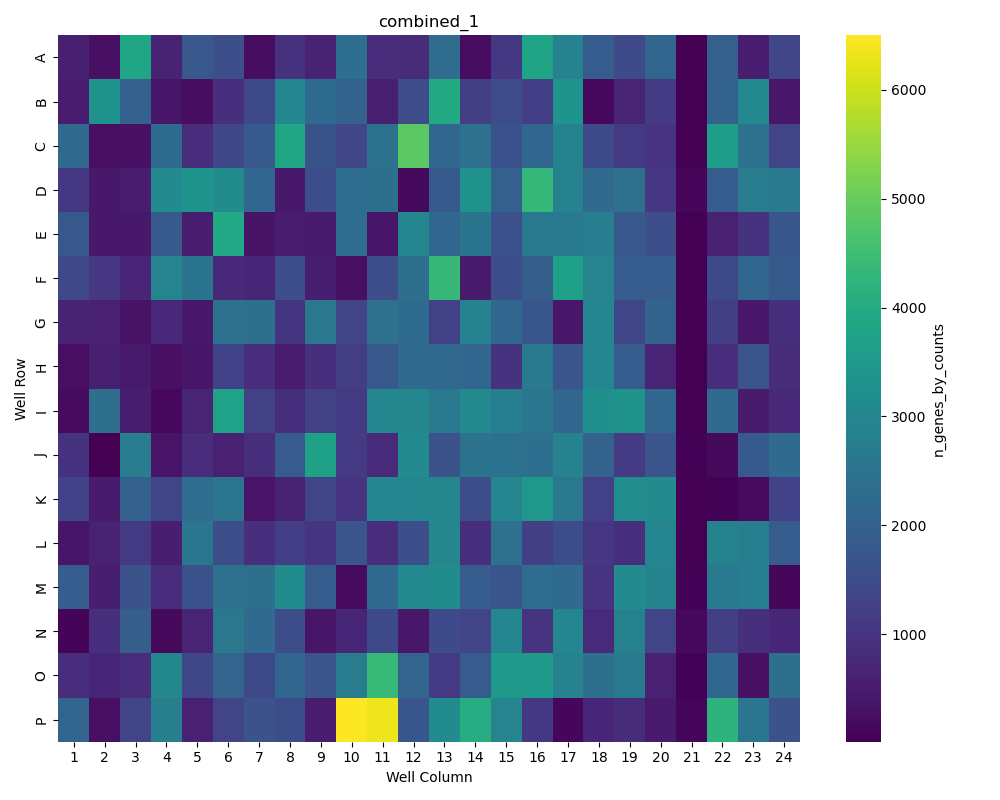 combined_1
A
B
C
D
E
F
G
H
I
J
K
L
M
N
O
P
Well Row
1 2 3 4 5 6 7 8 9 10 11 12 13 14 15 16 17 18 19 20 21 22 23 24
Well Column
6000
5000
4000
3000
2000
1000
n_genes_by_counts